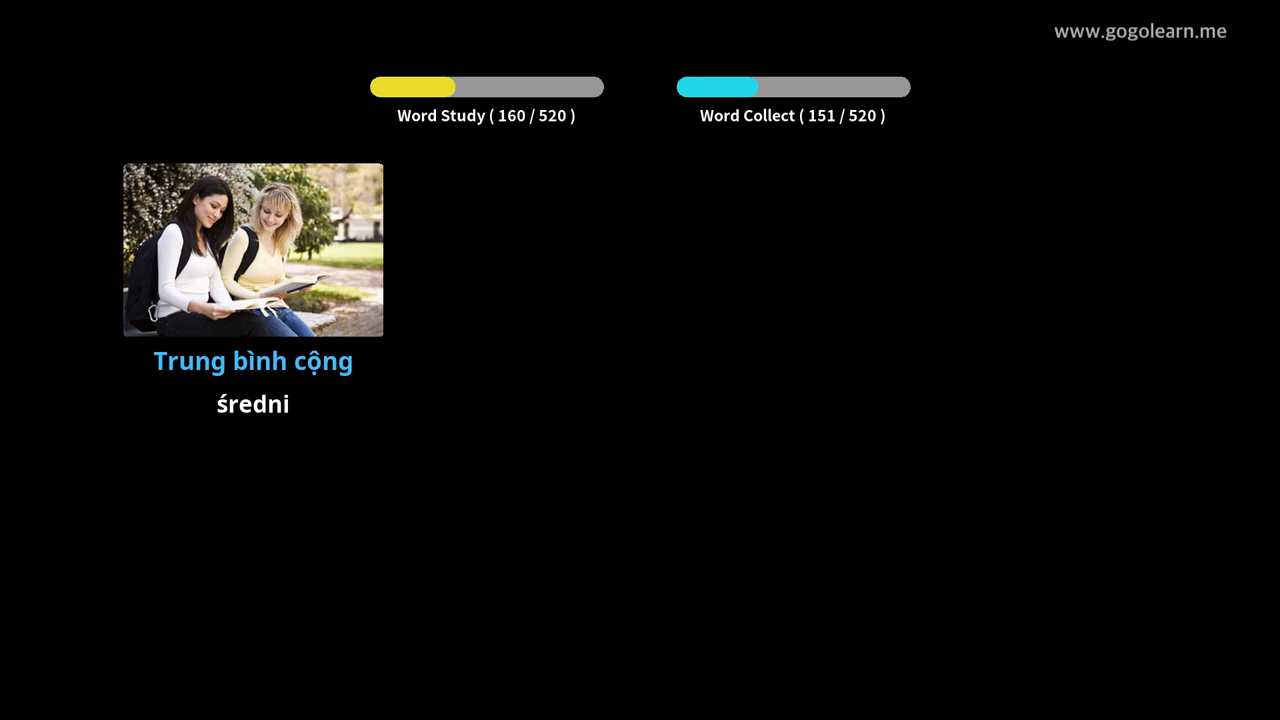 www.gogolearn.me
Word Study ( 160 / 520 )
Word Collect ( 151 / 520 )
Trung bình cộng
średni